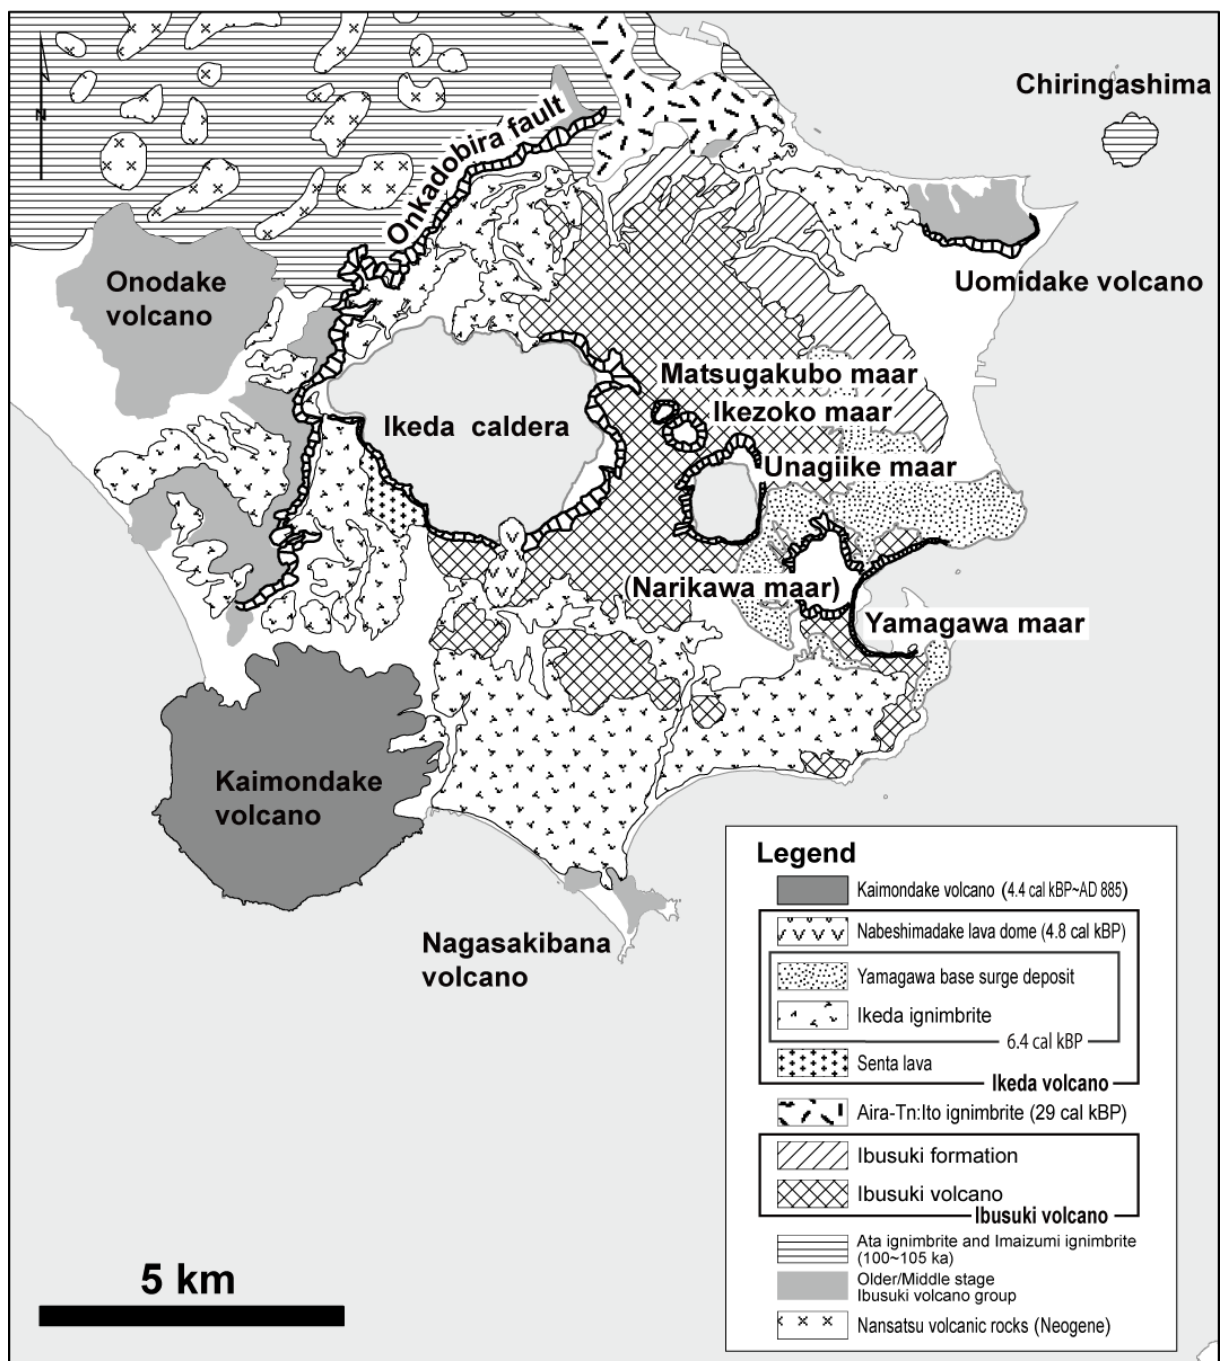 Chiringashima
N
Onkadobira fault
Onodake
volcano
Uomidake volcano
Matsugakubo maar
Ikeda caldera
Ikezoko maar
Unagiike maar
(Narikawa maar)
Yamagawa maar
Kaimondake
volcano
Nagasakibana
volcano
5 km
Legend
Kaimondake volcano (4.4 cal kBP~AD 885)
Nabeshimadake lava dome (4.8 cal kBP)
Yamagawa base surge deposit
Ikeda ignimbrite
6.4 cal kBP
Senta lava
Ikeda volcano
Aira-Tn:Ito ignimbrite (29 cal kBP)
Ibusuki formation
Ibusuki volcano
Ibusuki volcano
Ata ignimbrite and Imaizumi ignimbrite
(100~105 ka)
Older/Middle stage
Ibusuki volcano group
Nansatsu volcanic rocks (Neogene)